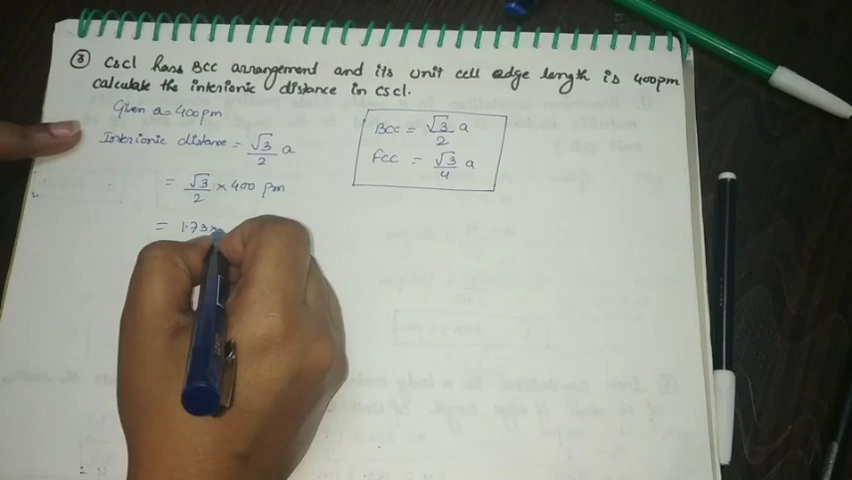 ③ CsCl has BCC arrangement and its unit cell edge length is 400pm
calculate the interionic distance in CsCl.
Given a=400pm
Interionic distance = √3/2 a
= √3/2 × 400 pm
= 1.73×
BCC = √3/2 a
FCC = √3/4 a